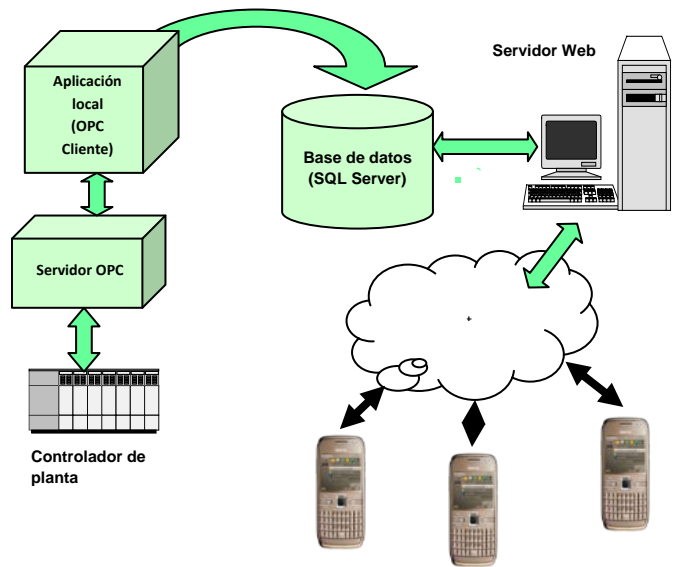 Aplicación
local
(OPC
Cliente)
Servidor OPC
Controlador de
planta
Base de datos
(SQL Server)
Servidor Web
+